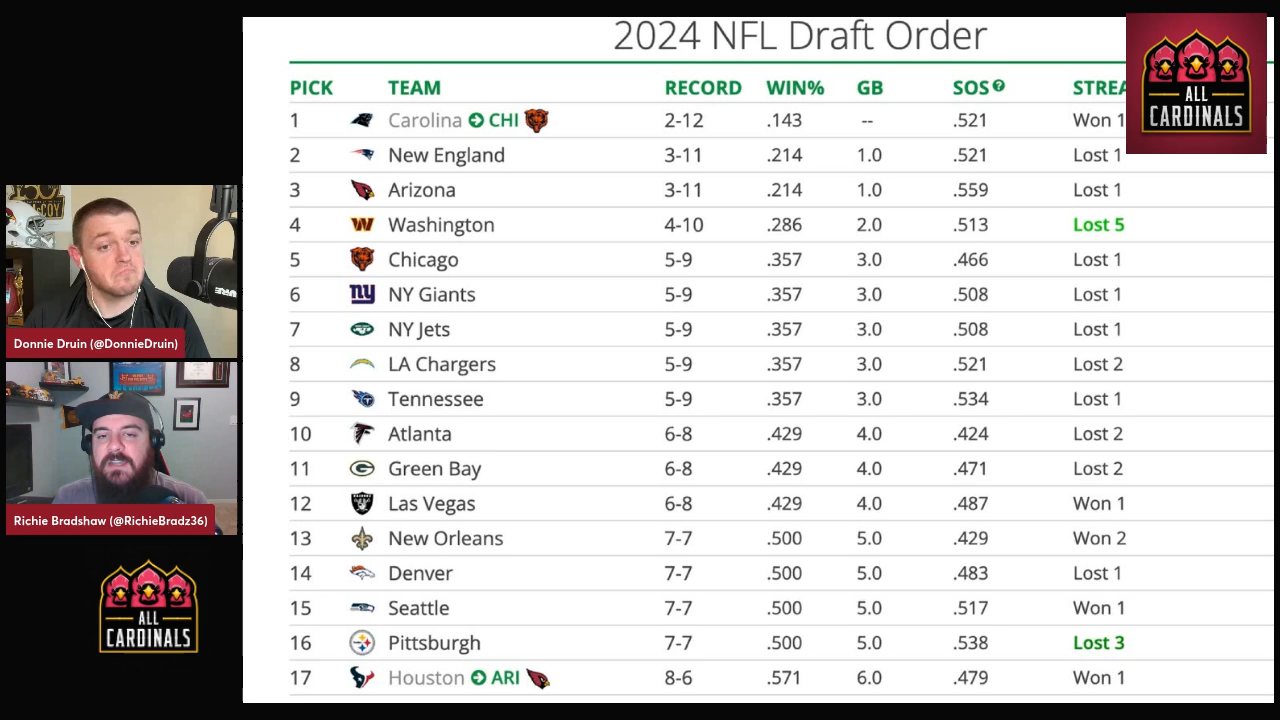 2024 NFL Draft Order
PICK TEAM RECORD WIN% GB SOS STREA
1 Carolina CHI 2-12 .143 -- .521 Won 1
2 New England 3-11 .214 1.0 .521 Lost 1
3 Arizona 3-11 .214 1.0 .559 Lost 1
4 Washington 4-10 .286 2.0 .513 Lost 5
5 Chicago 5-9 .357 3.0 .466 Lost 1
6 NY Giants 5-9 .357 3.0 .508 Lost 1
7 NY Jets 5-9 .357 3.0 .508 Lost 1
8 LA Chargers 5-9 .357 3.0 .521 Lost 2
9 Tennessee 5-9 .357 3.0 .534 Lost 1
10 Atlanta 6-8 .429 4.0 .424 Lost 2
11 Green Bay 6-8 .429 4.0 .471 Lost 2
12 Las Vegas 6-8 .429 4.0 .487 Won 1
13 New Orleans 7-7 .500 5.0 .429 Won 2
14 Denver 7-7 .500 5.0 .483 Lost 1
15 Seattle 7-7 .500 5.0 .517 Won 1
16 Pittsburgh 7-7 .500 5.0 .538 Lost 3
17 Houston ARI 8-6 .571 6.0 .479 Won 1
ALL
CARDINALS
McCOY
SHURE
Donnie Druin (@DonnieDruin)
Richie Bradshaw (@RichieBradz36)
ALL
CARDINALS